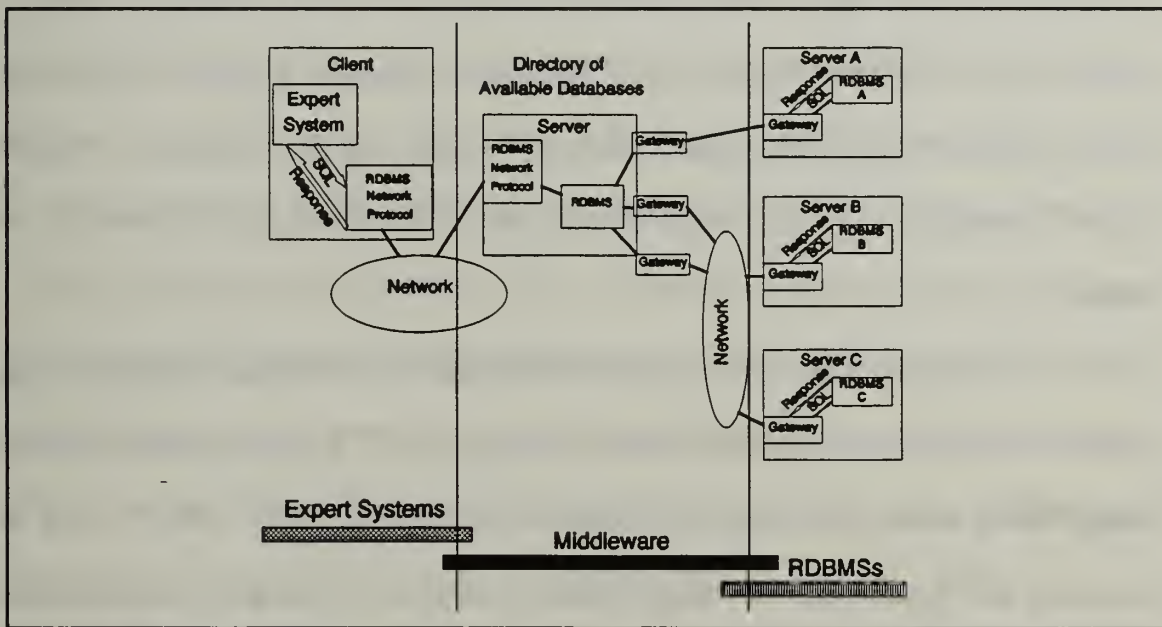 Client
Expert
System
SQL
Response
RDBMS
Network
Protocol
Network
Directory of
Available Databases
Server
RDBMS
Network
Protocol
RDBMS
Gateway
Gateway
Gateway
Network
Server A
Response
SQL
RDBMS
A
Gateway
Server B
Response
SQL
RDBMS
B
Gateway
Server C
Response
SQL
RDBMS
C
Gateway
Expert Systems
Middleware
RDBMSs